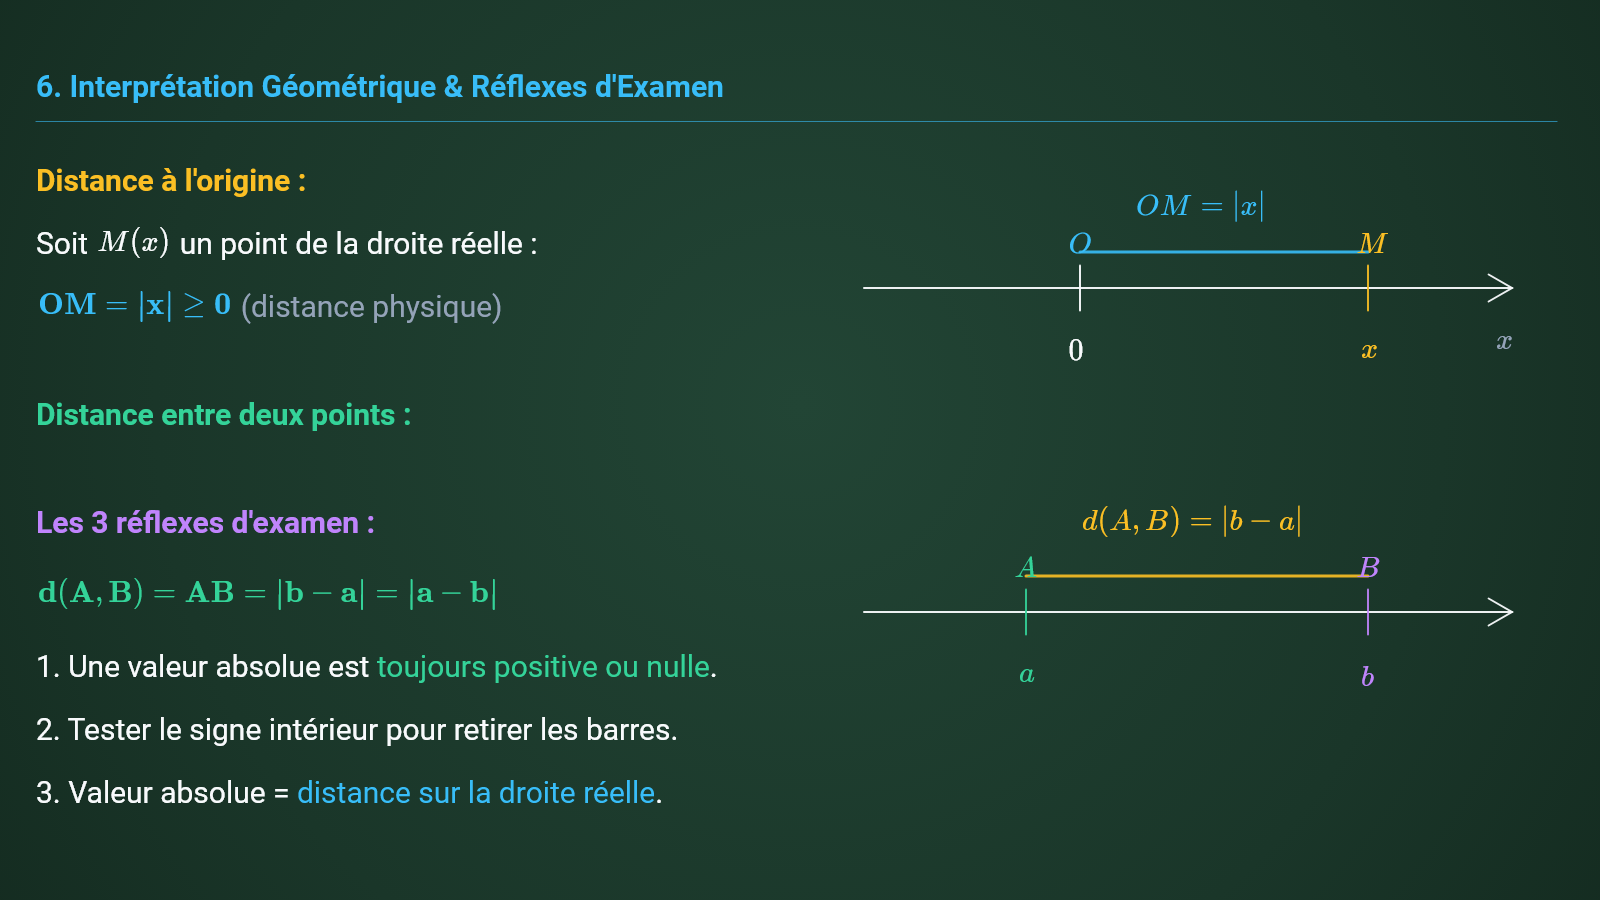 6. Interprétation Géométrique & Réflexes d'Examen
Distance à l'origine :
Soit M(x) un point de la droite réelle :
OM = |x| ≥ 0 (distance physique)
Distance entre deux points :
Les 3 réflexes d'examen :
d(A, B) = AB = |b − a| = |a − b|
1. Une valeur absolue est toujours positive ou nulle.
2. Tester le signe intérieur pour retirer les barres.
3. Valeur absolue = distance sur la droite réelle.
OM = |x|
O M
0 x x
d(A, B) = |b − a|
A B
a b